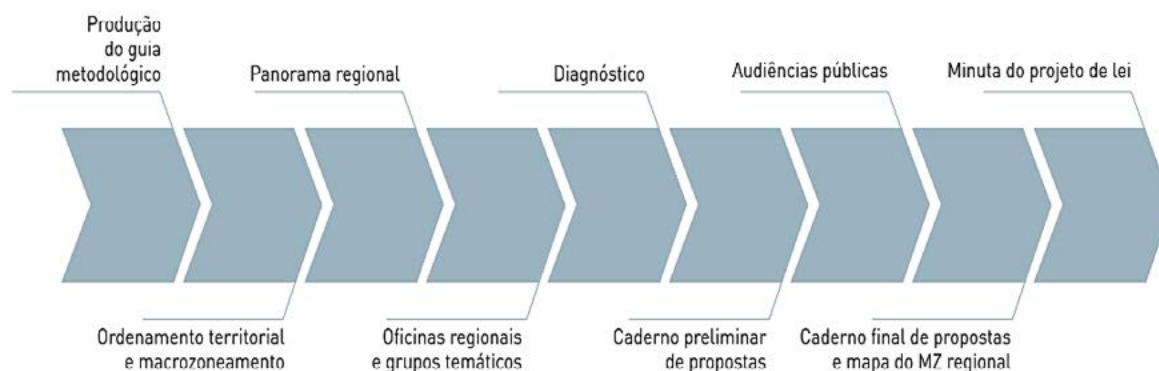 Produção
do guia
metodológico
Panorama regional
Diagnóstico
Audiências públicas
Minuta do projeto de lei
Ordenamento territorial
e macrozoneamento
Oficinas regionais
e grupos temáticos
Caderno preliminar
de propostas
Caderno final de propostas
e mapa do MZ regional